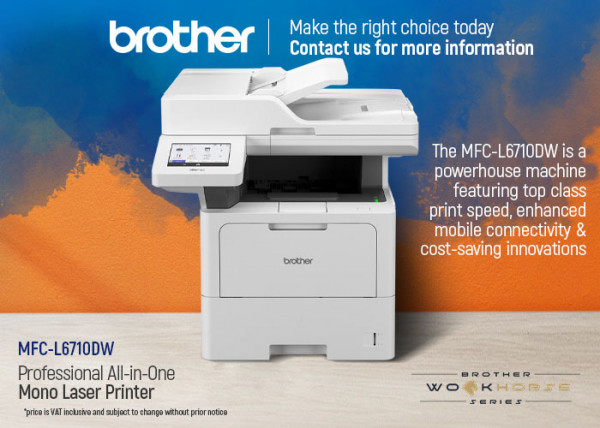 brother
Make the right choice today
Contact us for more information
The MFC-L6710DW is a
powerhouse machine
featuring top class
print speed, enhanced
mobile connectivity &
cost-saving innovations
brother
MFC-L6710DW
Professional All-in-One
Mono Laser Printer
*price is VAT inclusive and subject to change without prior notice
BROTHER
WORKHORSE
SERIES